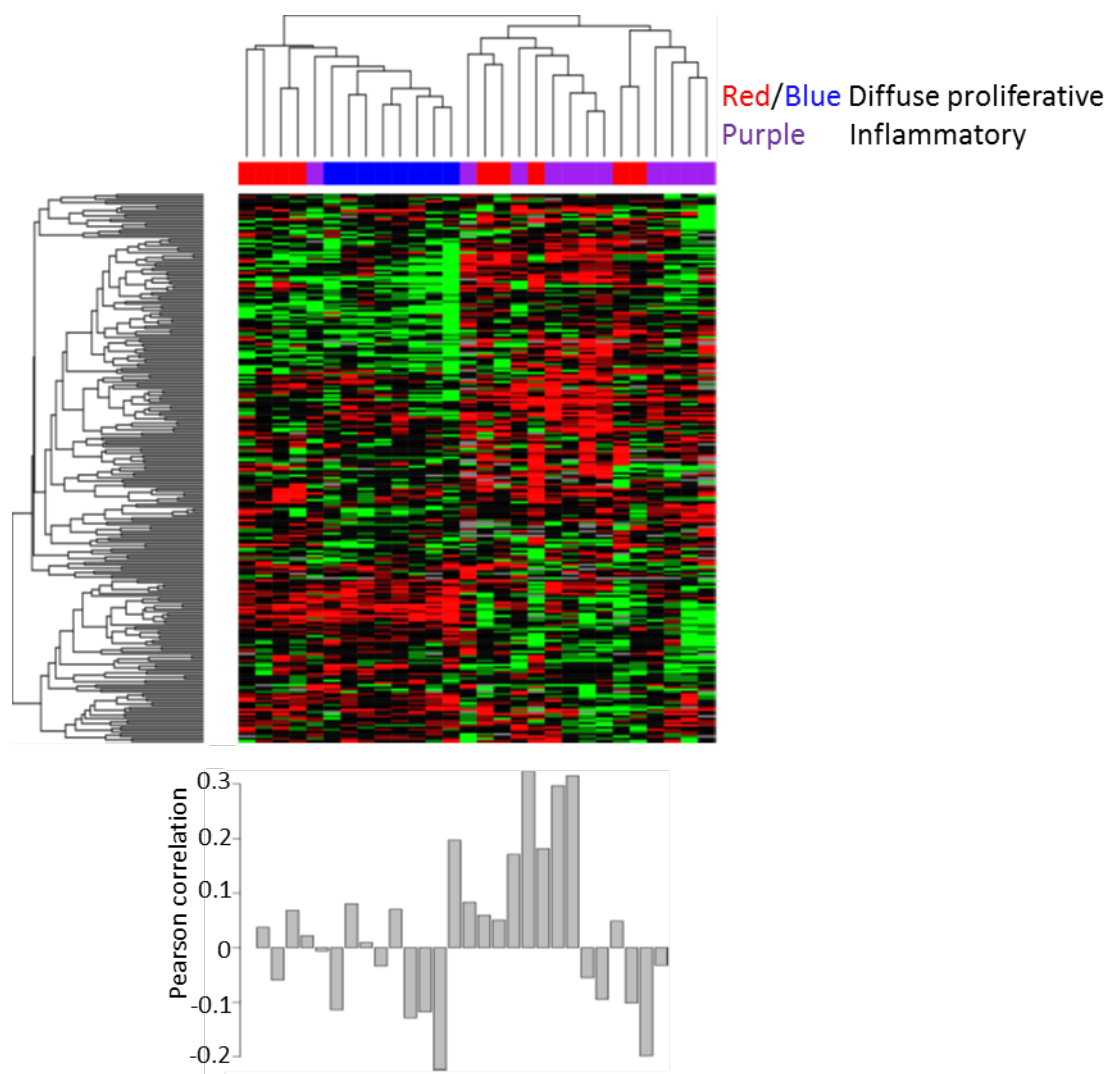 Red/Blue Diffuse proliferative
Purple Inflammatory
Pearson correlation
0.3
0.2
0.1
0
-0.1
-0.2